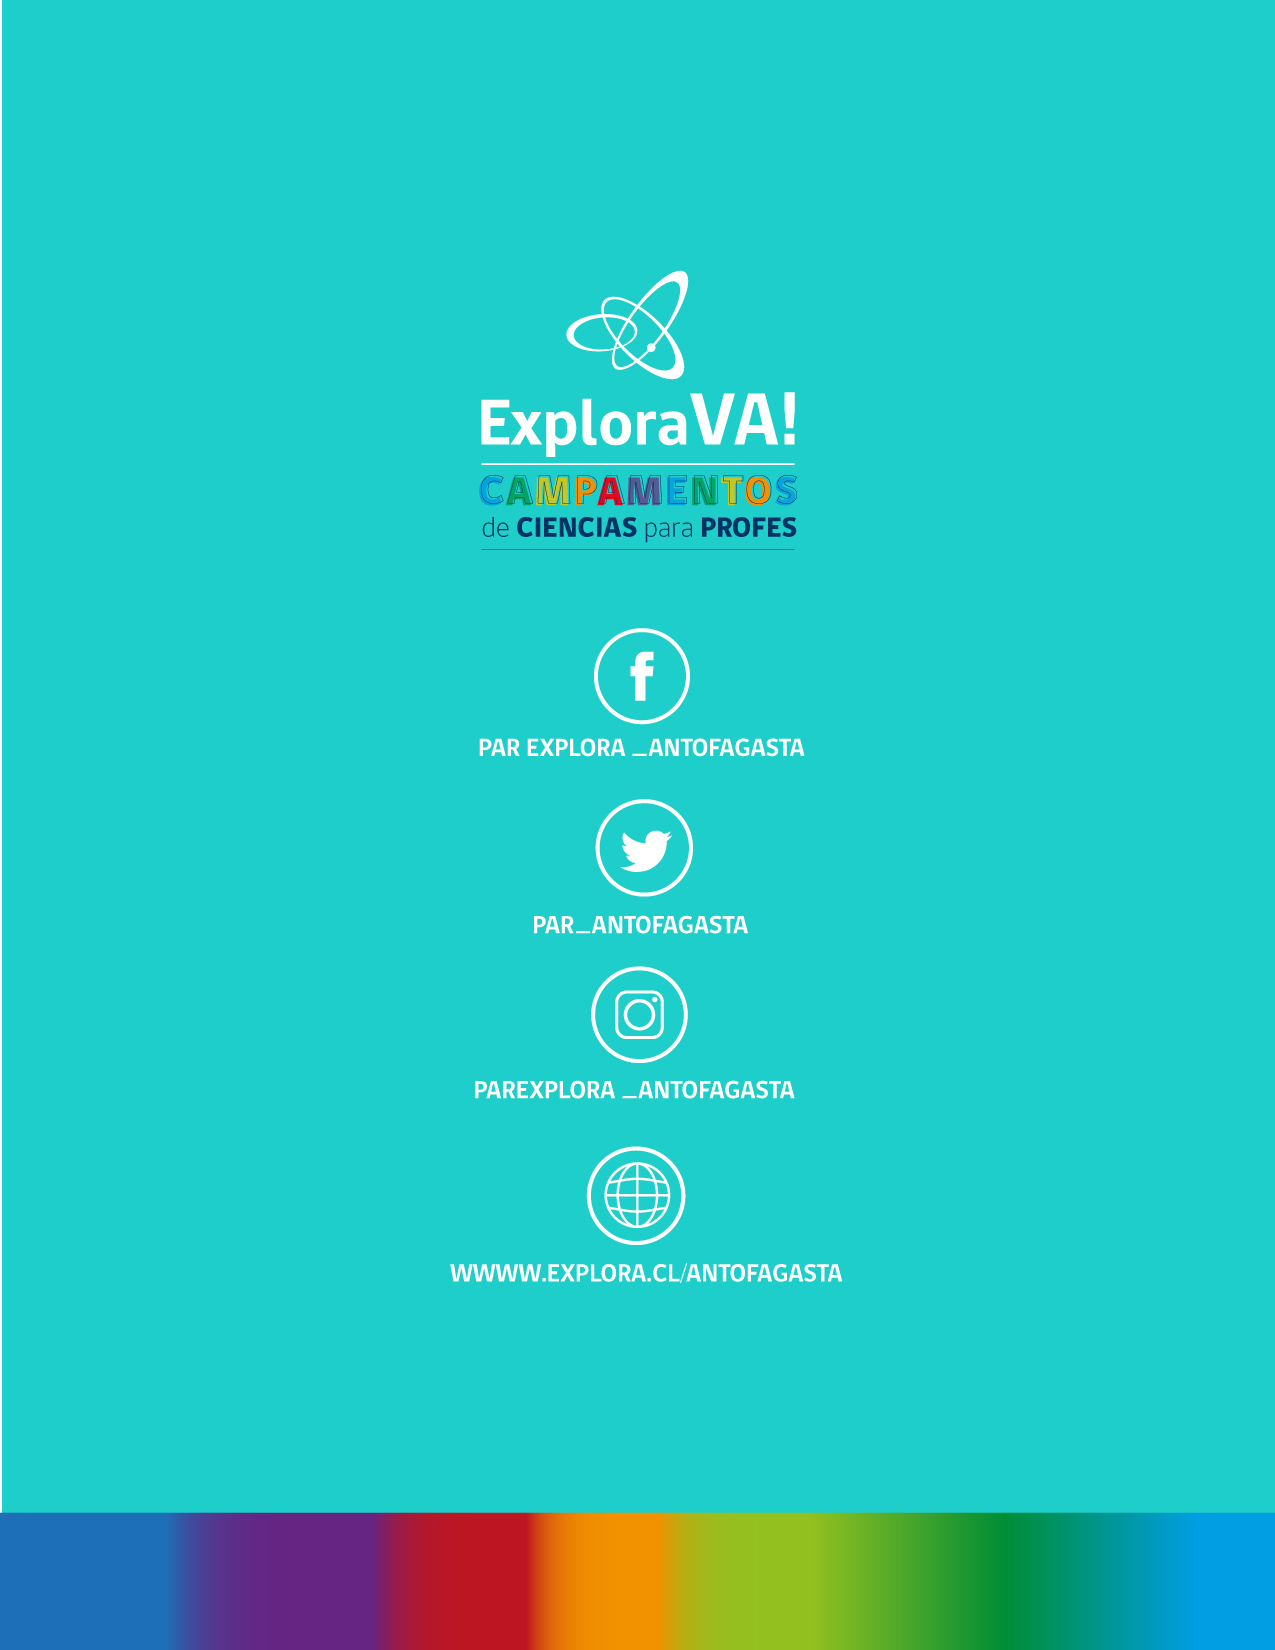 ExploraVA!
CAMPAMENTOS
de CIENCIAS para PROFES
PAR EXPLORA _ANTOFAGASTA
PAR_ANTOFAGASTA
PAREXPLORA _ANTOFAGASTA
WWWW.EXPLORA.CL/ANTOFAGASTA